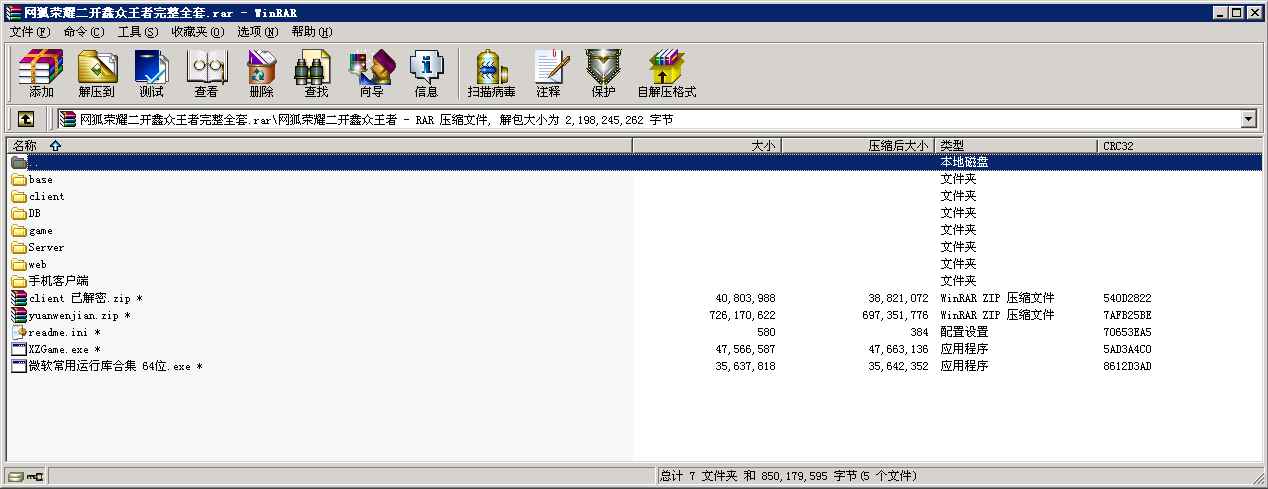 网狐荣耀二开鑫众王者完整全套.rar - WinRAR
文件(F) 命令(C) 工具(S) 收藏夹(O) 选项(N) 帮助(H)
添加 解压到 测试 查看 删除 查找 向导 信息 扫描病毒 注释 保护 自解压格式
网狐荣耀二开鑫众王者完整全套.rar\网狐荣耀二开鑫众王者 - RAR 压缩文件, 解包大小为 2,198,245,262 字节
名称 大小 压缩后大小 类型 CRC32
.. 本地磁盘
base 文件夹
client 文件夹
DB 文件夹
game 文件夹
Server 文件夹
web 文件夹
手机客户端 文件夹
client 已解密.zip * 40,803,988 38,821,072 WinRAR ZIP 压缩文件 540D2822
yuanwenjian.zip * 726,170,622 697,351,776 WinRAR ZIP 压缩文件 7AFB25BE
readme.ini * 580 384 配置设置 70653EA5
XZGame.exe * 47,566,587 47,663,136 应用程序 5AD3A4C0
微软常用运行库合集 64位.exe * 35,637,818 35,642,352 应用程序 8612D3AD
总计 7 文件夹 和 850,179,595 字节(5 个文件)